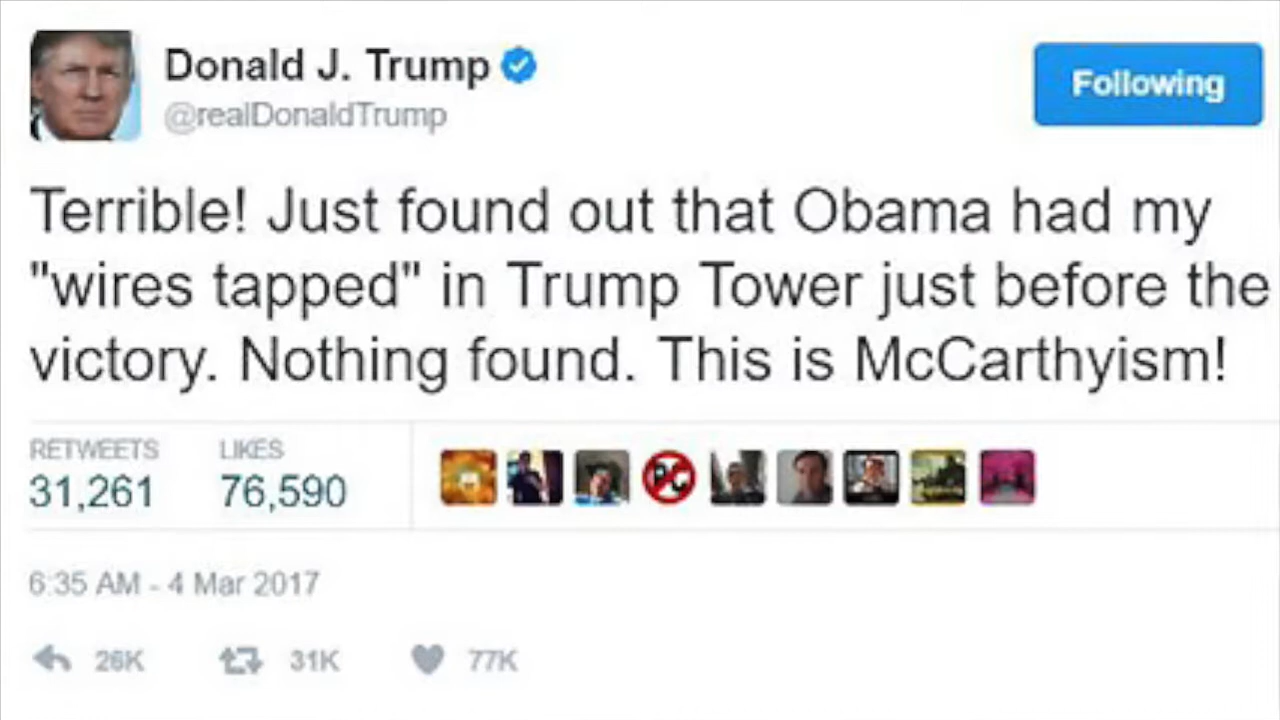 Donald J. Trump
@realDonaldTrump
Following
Terrible! Just found out that Obama had my
"wires tapped" in Trump Tower just before the
victory. Nothing found. This is McCarthyism!
RETWEETS LIKES
31,261 76,590
PC
6:35 AM - 4 Mar 2017
26K 31K 77K